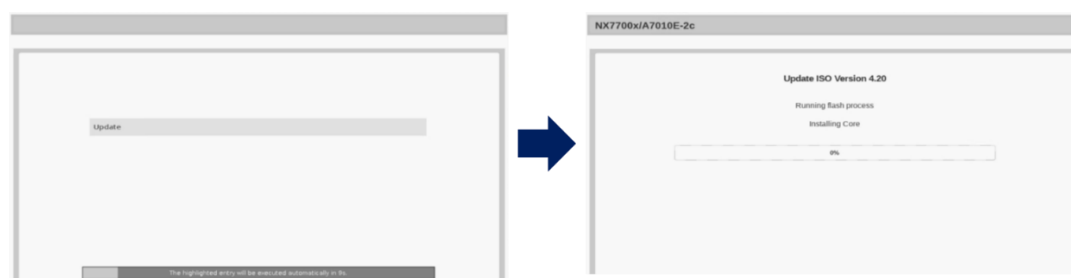 Update
The highlighted entry will be executed automatically in 9s.
NX7700x/A7010E-2c
Update ISO Version 4.20
Running flash process
Installing Core
0%